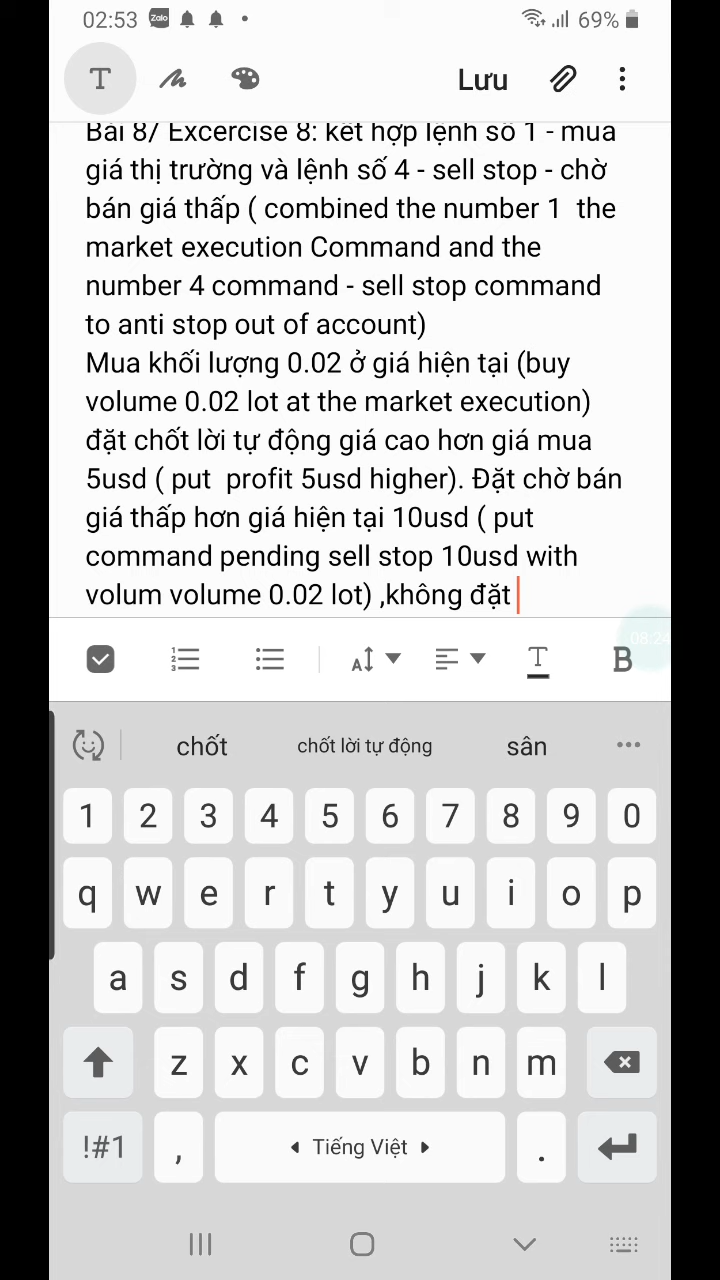 02:53 Zalo 69%
T Lưu
Bài 8/ Excercise 8: kết hợp lệnh số 1 - mua
giá thị trường và lệnh số 4 - sell stop - chờ
bán giá thấp ( combined the number 1  the
market execution Command and the
number 4 command - sell stop command
to anti stop out of account)
Mua khối lượng 0.02 ở giá hiện tại (buy
volume 0.02 lot at the market execution)
đặt chốt lời tự động giá cao hơn giá mua
5usd ( put  profit 5usd higher). Đặt chờ bán
giá thấp hơn giá hiện tại 10usd ( put
command pending sell stop 10usd with
volum volume 0.02 lot) ,không đặt
08:24
A T B
chốt chốt lời tự động sân
1 2 3 4 5 6 7 8 9 0
q w e r t y u i o p
a s d f g h j k l
z x c v b n m
!#1 , Tiếng Việt .